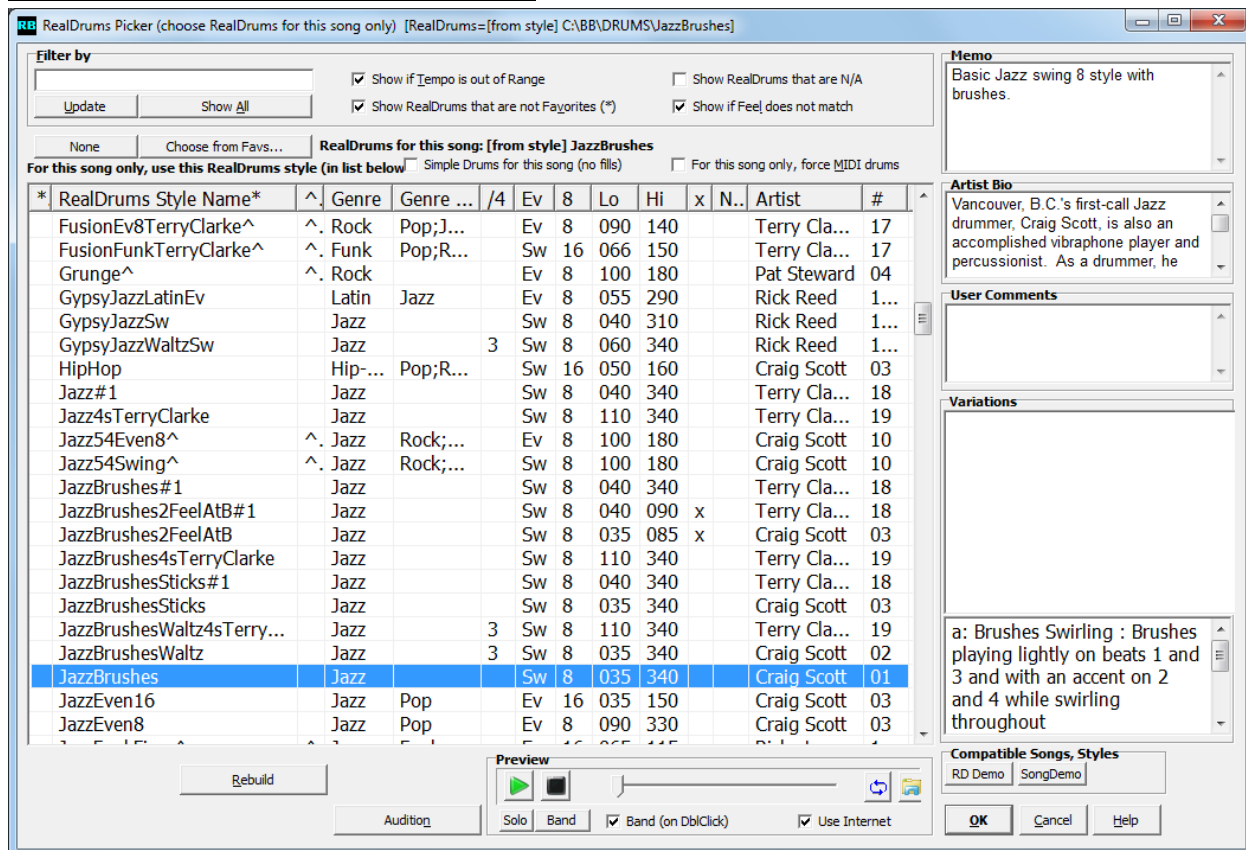 RB RealDrums Picker (choose RealDrums for this song only) [RealDrums=[from style] C:\BB\DRUMS\JazzBrushes]
Filter by
Show if Tempo is out of Range
Show RealDrums that are N/A
Update
Show All
Show RealDrums that are not Favorites (*)
Show if Feel does not match
None
Choose from Favs...
RealDrums for this song: [from style] JazzBrushes
For this song only, use this RealDrums style (in list below
Simple Drums for this song (no fills)
For this song only, force MIDI drums
* RealDrums Style Name* ^. Genre Genre ... /4 Ev 8 Lo Hi x N.. Artist #
FusionEv8TerryClarke^ ^. Rock Pop;J... Ev 8 090 140 Terry Cla... 17
FusionFunkTerryClarke^ ^. Funk Pop;R... Sw 16 066 150 Terry Cla... 17
Grunge^ ^. Rock Ev 8 100 180 Pat Steward 04
GypsyJazzLatinEv Latin Jazz Ev 8 055 290 Rick Reed 1...
GypsyJazzSw Jazz Sw 8 040 310 Rick Reed 1...
GypsyJazzWaltzSw Jazz 3 Sw 8 060 340 Rick Reed 1...
HipHop Hip-... Pop;R... Sw 16 050 160 Craig Scott 03
Jazz#1 Jazz Sw 8 040 340 Terry Cla... 18
Jazz4sTerryClarke Jazz Sw 8 110 340 Terry Cla... 19
Jazz54Even8^ ^. Jazz Rock;... Ev 8 100 180 Craig Scott 10
Jazz54Swing^ ^. Jazz Rock;... Sw 8 100 180 Craig Scott 10
JazzBrushes#1 Jazz Sw 8 040 340 Terry Cla... 18
JazzBrushes2FeelAtB#1 Jazz Sw 8 040 090 x Terry Cla... 18
JazzBrushes2FeelAtB Jazz Sw 8 035 085 x Craig Scott 03
JazzBrushes4sTerryClarke Jazz Sw 8 110 340 Terry Cla... 19
JazzBrushesSticks#1 Jazz Sw 8 040 340 Terry Cla... 18
JazzBrushesSticks Jazz Sw 8 035 340 Craig Scott 03
JazzBrushesWaltz4sTerry... Jazz 3 Sw 8 110 340 Terry Cla... 19
JazzBrushesWaltz Jazz 3 Sw 8 035 340 Craig Scott 02
JazzBrushes Jazz Sw 8 035 340 Craig Scott 01
JazzEven16 Jazz Pop Ev 16 035 150 Craig Scott 03
JazzEven8 Jazz Pop Ev 8 090 330 Craig Scott 03
Rebuild
Audition
Preview
Solo
Band
Band (on DblClick)
Use Internet
Memo
Basic Jazz swing 8 style with
brushes.
Artist Bio
Vancouver, B.C.'s first-call Jazz
drummer, Craig Scott, is also an
accomplished vibraphone player and
percussionist. As a drummer, he
User Comments
Variations
a: Brushes Swirling : Brushes
playing lightly on beats 1 and
3 and with an accent on 2
and 4 while swirling
throughout
Compatible Songs, Styles
RD Demo
SongDemo
OK
Cancel
Help